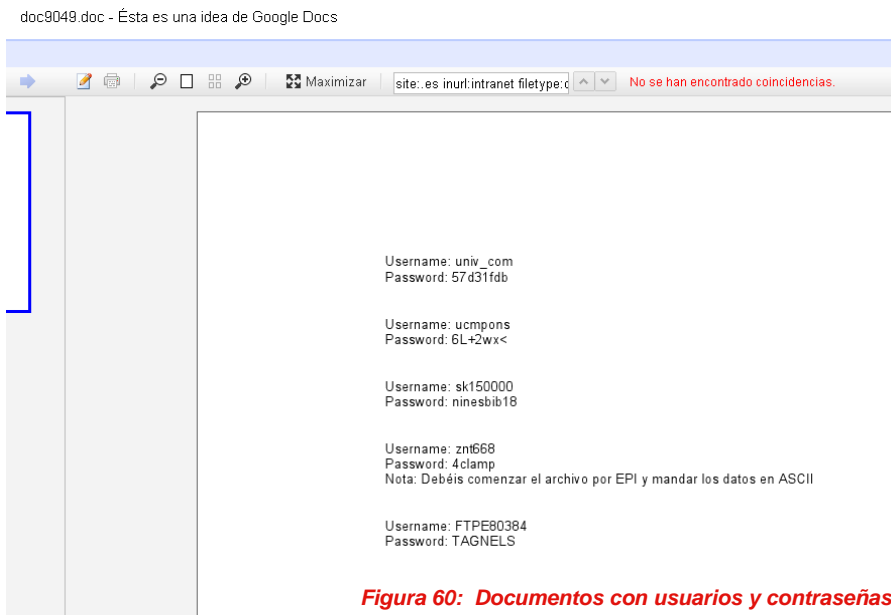 doc9049.doc - Ésta es una idea de Google Docs
Maximizar
site:.es inurl:intranet filetype:c
No se han encontrado coincidencias.
Username: univ_com
Password: 57d31fdb
Username: ucmpons
Password: 6L+2wx<
Username: sk150000
Password: ninesbib18
Username: znt668
Password: 4clamp
Nota: Debéis comenzar el archivo por EPI y mandar los datos en ASCII
Username: FTPE80384
Password: TAGNELS
Figura 60: Documentos con usuarios y contraseñas